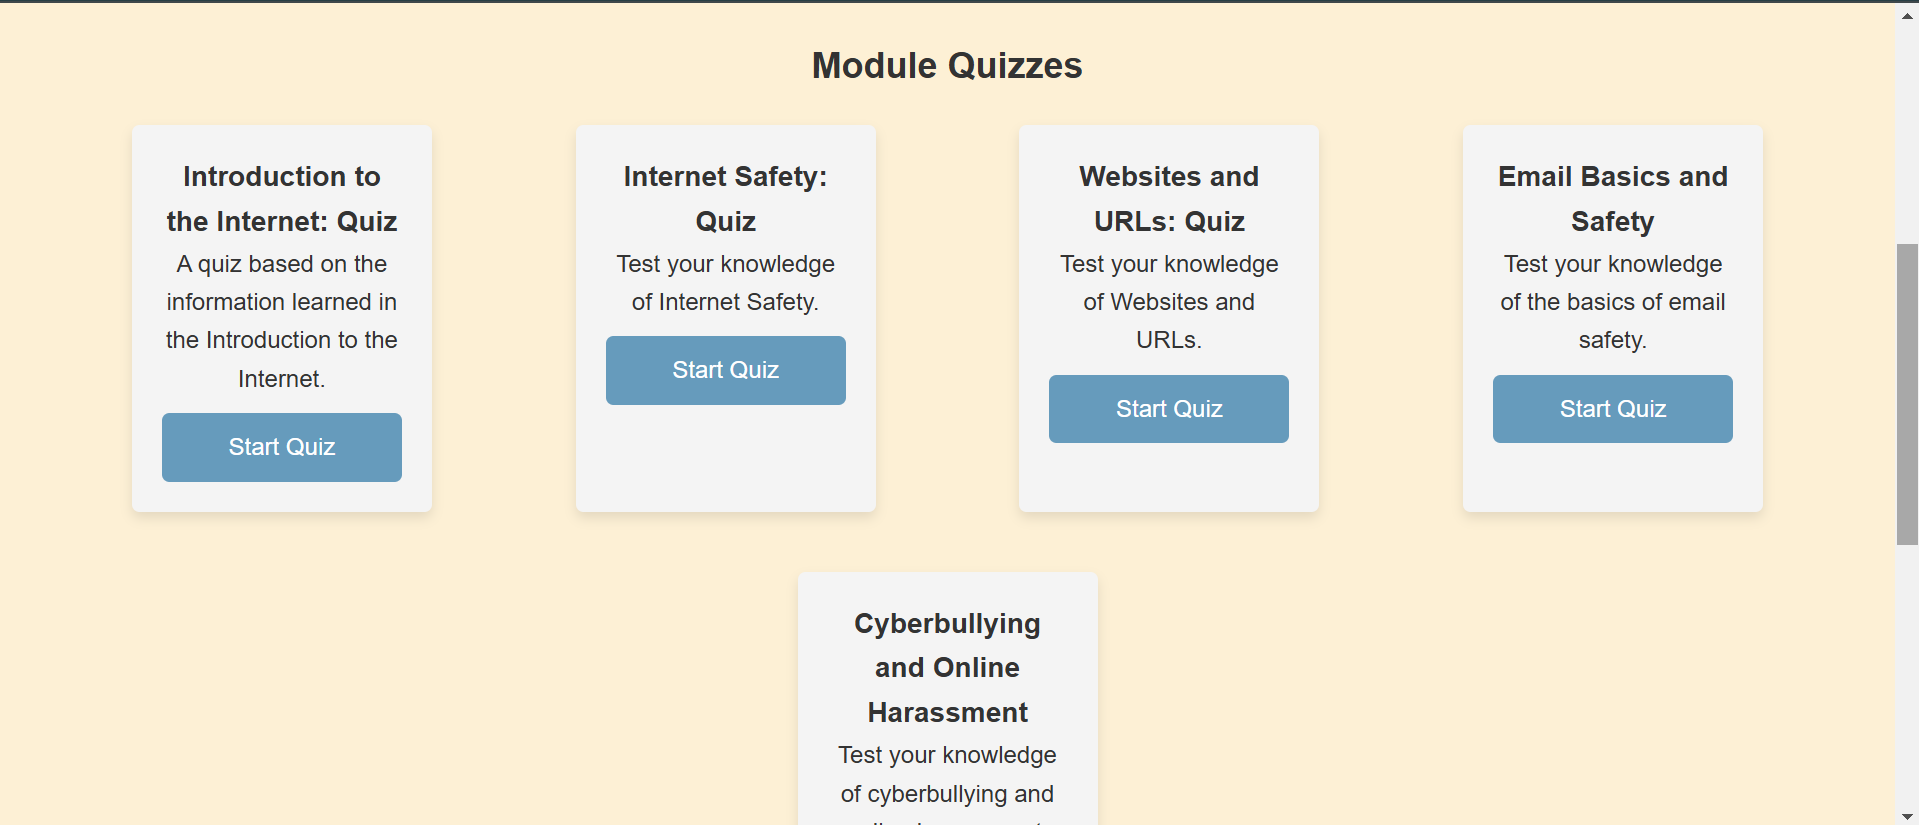 Module Quizzes
Introduction to
the Internet: Quiz
A quiz based on the
information learned in
the Introduction to the
Internet.
Start Quiz
Internet Safety:
Quiz
Test your knowledge
of Internet Safety.
Start Quiz
Websites and
URLs: Quiz
Test your knowledge
of Websites and
URLs.
Start Quiz
Email Basics and
Safety
Test your knowledge
of the basics of email
safety.
Start Quiz
Cyberbullying
and Online
Harassment
Test your knowledge
of cyberbullying and